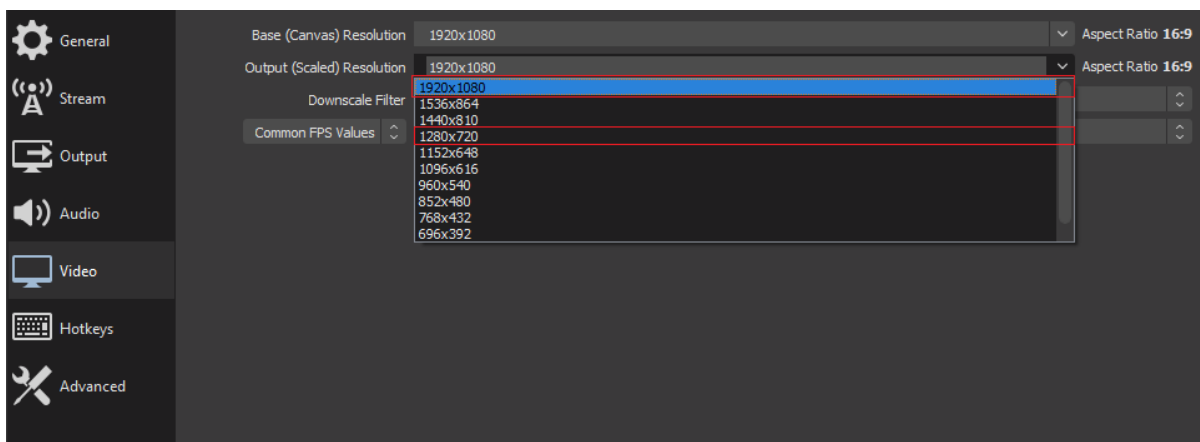 General
Stream
Output
Audio
Video
Hotkeys
Advanced
Base (Canvas) Resolution 1920x1080 Aspect Ratio 16:9
Output (Scaled) Resolution 1920x1080 Aspect Ratio 16:9
Downscale Filter
Common FPS Values
1920x1080
1536x864
1440x810
1280x720
1152x648
1096x616
960x540
852x480
768x432
696x392